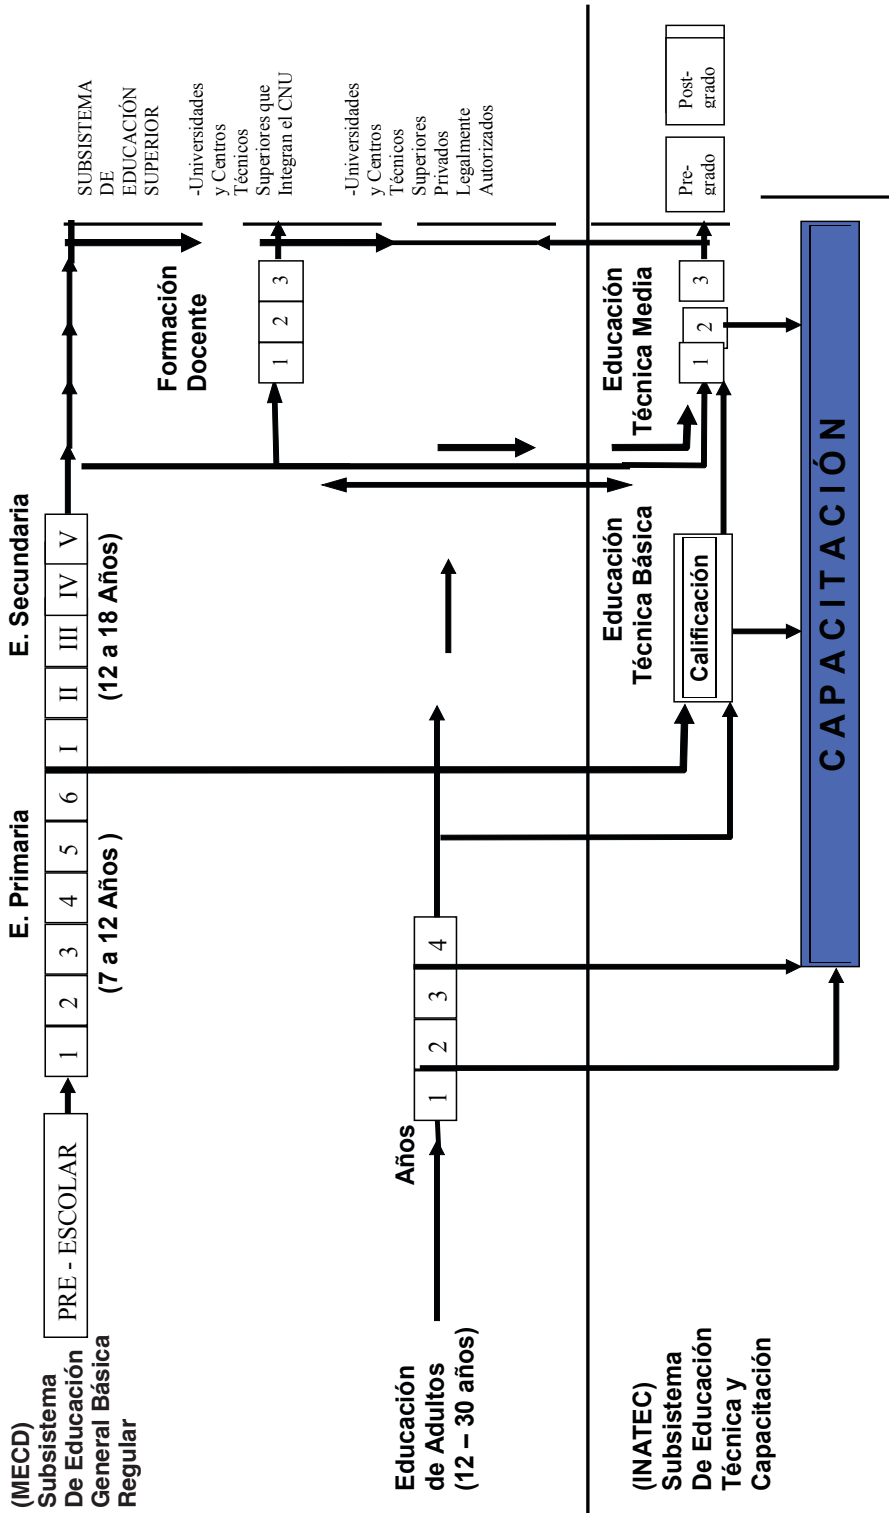 (MECD)
Subsistema
De Educación
General Básica
Regular
PRE - ESCOLAR
E. Primaria
1 2 3 4 5 6
(7 a 12 Años )
E. Secundaria
I II III IV V
(12 a 18 Años)
SUBSISTEMA
DE
EDUCACIÓN
SUPERIOR
-Universidades
y Centros
Técnicos
Superiores que
Integran el CNU
-Universidades
y Centros
Técnicos
Superiores
Privados
Legalmente
Autorizados
Formación
Docente
1 2 3
Educación
de Adultos
(12 – 30 años)
Años
1 2 3 4
(INATEC)
Subsistema
De Educación
Técnica y
Capacitación
Educación
Técnica Básica
Calificación
Educación
Técnica Media
1 2 3
Pre-
grado
Post-
grado
CAPACITACIÓN